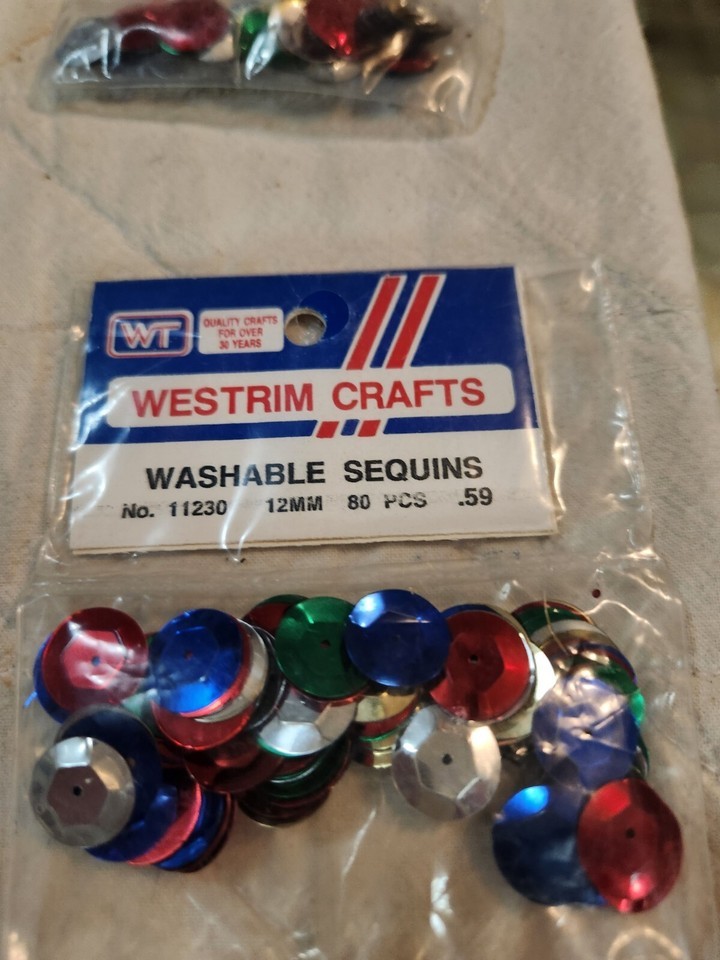 WT
QUALITY CRAFTS
FOR OVER
30 YEARS
WESTRIM CRAFTS
WASHABLE SEQUINS
No. 11230 12MM 80 PCS .59